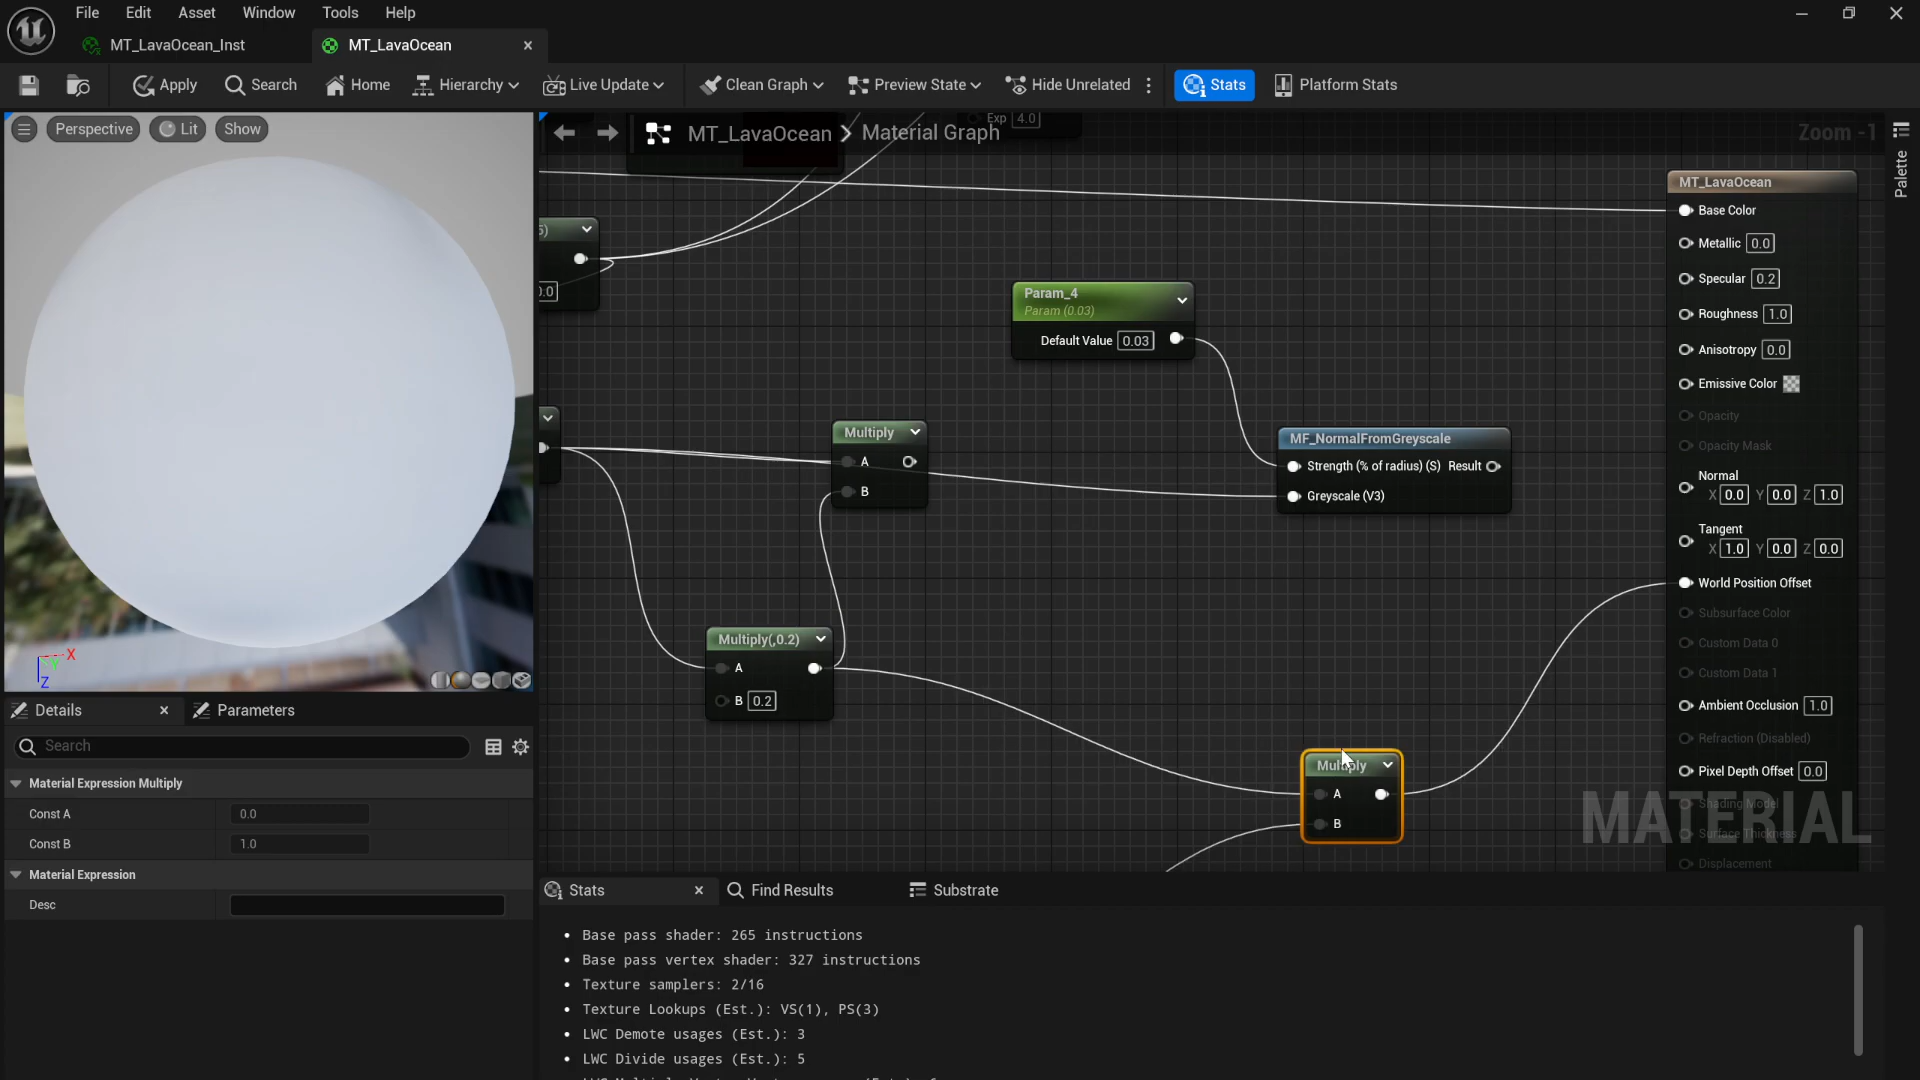 File Edit Asset Window Tools Help
MT_LavaOcean_Inst
MT_LavaOcean
Apply
Search
Home
Hierarchy
Live Update
Clean Graph
Preview State
Hide Unrelated
Stats
Platform Stats
Perspective
Lit
Show
X
Y
Z
MT_LavaOcean
Material Graph
Exp 4.0
Zoom -1
Palette
5)
Param_4
Param (0.03)
Default Value 0.03
Multiply
A
B
MF_NormalFromGreyscale
Strength (% of radius) (S) Result
Greyscale (V3)
Multiply(,0.2)
A
B 0.2
Multiply
A
B
MT_LavaOcean
Base Color
Metallic 0.0
Specular 0.2
Roughness 1.0
Anisotropy 0.0
Emissive Color
Opacity
Opacity Mask
Normal
X 0.0 Y 0.0 Z 1.0
Tangent
X 1.0 Y 0.0 Z 0.0
World Position Offset
Subsurface Color
Custom Data 0
Custom Data 1
Ambient Occlusion 1.0
Refraction (Disabled)
Pixel Depth Offset 0.0
Shading Model
Surface Thickness
Displacement
MATERIAL
Details
Parameters
Search
Material Expression Multiply
Const A 0.0
Const B 1.0
Material Expression
Desc
Stats
Find Results
Substrate
• Base pass shader: 265 instructions
• Base pass vertex shader: 327 instructions
• Texture samplers: 2/16
• Texture Lookups (Est.): VS(1), PS(3)
• LWC Demote usages (Est.): 3
• LWC Divide usages (Est.): 5